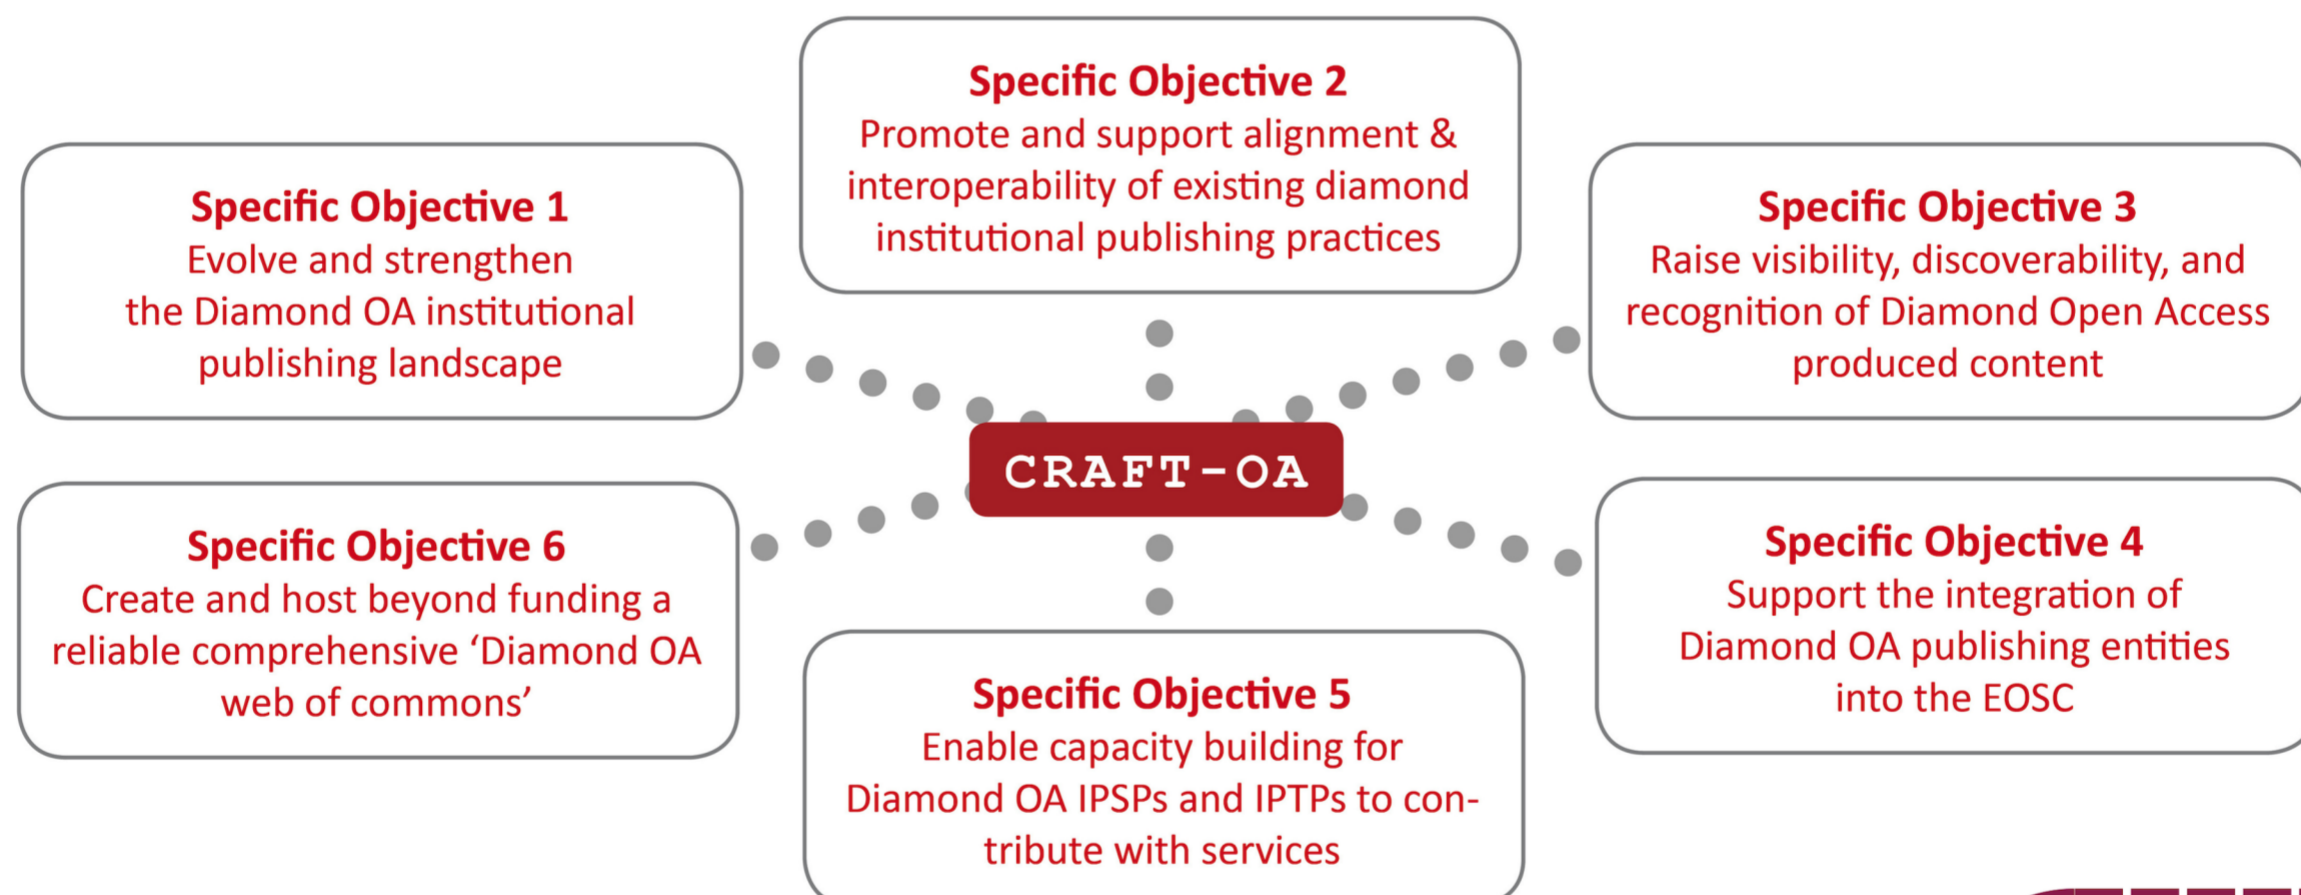 Specific Objective 1
Evolve and strengthen
the Diamond OA institutional
publishing landscape
Specific Objective 2
Promote and support alignment &
interoperability of existing diamond
institutional publishing practices
Specific Objective 3
Raise visibility, discoverability, and
recognition of Diamond Open Access
produced content
CRAFT-OA
Specific Objective 6
Create and host beyond funding a
reliable comprehensive ‘Diamond OA
web of commons’
Specific Objective 5
Enable capacity building for
Diamond OA IPSPs and IPTPs to con-
tribute with services
Specific Objective 4
Support the integration of
Diamond OA publishing entities
into the EOSC